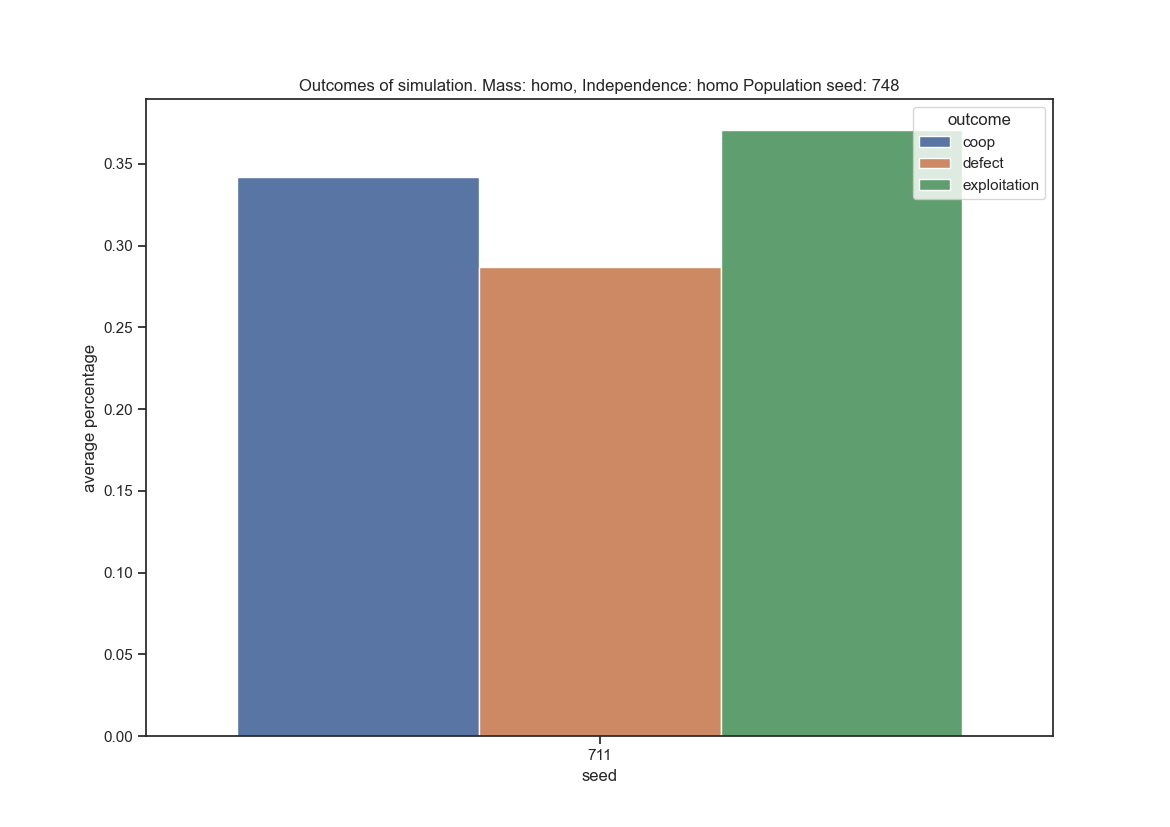 Outcomes of simulation. Mass: homo, Independence: homo Population seed: 748
outcome
coop
defect
exploitation
average percentage
0.35
0.30
0.25
0.20
0.15
0.10
0.05
0.00
711
seed